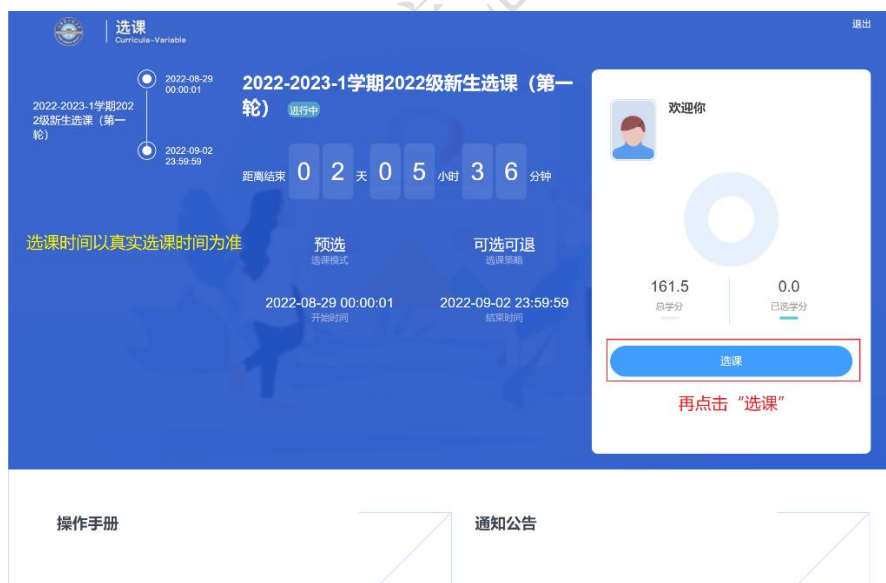 选课
Curricula-Variable
退出
2022-08-29
00:00:01
2022-2023-1学期202
2级新生选课（第一
轮）
2022-09-02
23:59:59
2022-2023-1学期2022级新生选课（第一
轮） 进行中
距离结束 0 2 天 0 5 小时 3 6 分钟
选课时间以真实选课时间为准
预选
选课模式
可选可退
选课策略
2022-08-29 00:00:01
开始时间
2022-09-02 23:59:59
结束时间
欢迎你
161.5
总学分
0.0
已选学分
选课
再点击“选课”
操作手册
通知公告